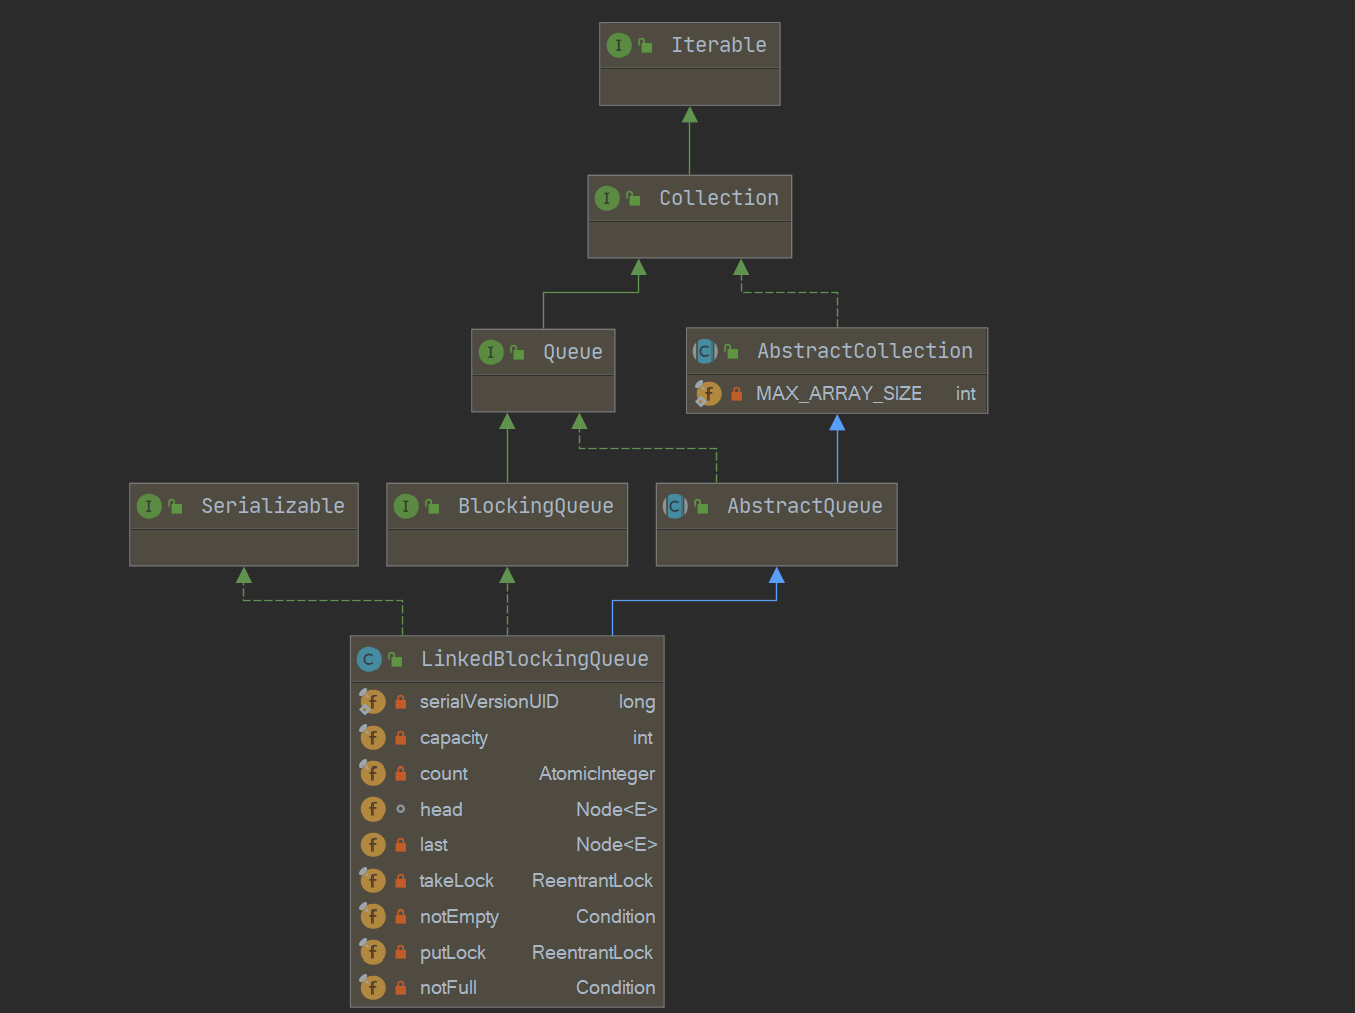 I Iterable
I Collection
I Queue
C AbstractCollection
f MAX_ARRAY_SIZE int
I Serializable
I BlockingQueue
C AbstractQueue
C LinkedBlockingQueue
f serialVersionUID long
f capacity int
f count AtomicInteger
f head Node<E>
f last Node<E>
f takeLock ReentrantLock
f notEmpty Condition
f putLock ReentrantLock
f notFull Condition